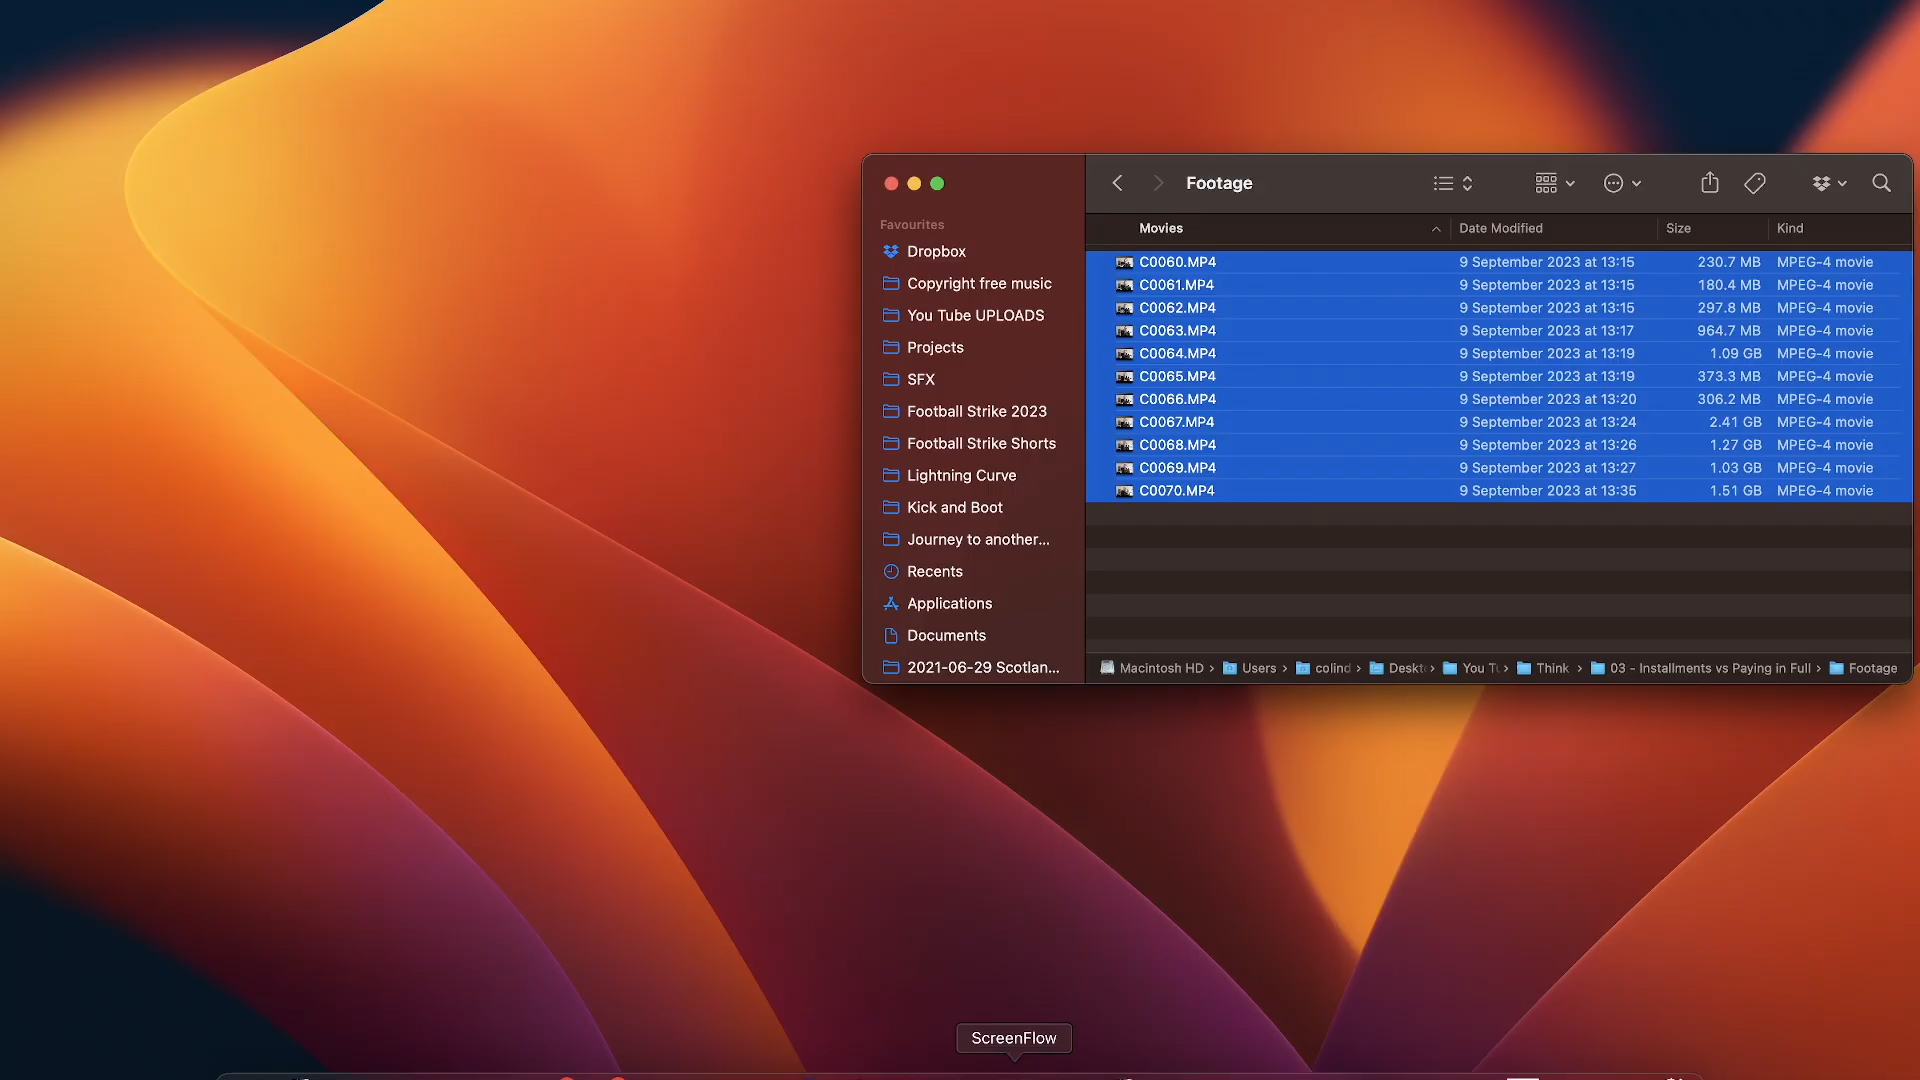 Footage
Favourites
Dropbox
Copyright free music
You Tube UPLOADS
Projects
SFX
Football Strike 2023
Football Strike Shorts
Lightning Curve
Kick and Boot
Journey to another...
Recents
Applications
Documents
2021-06-29 Scotlan...
Movies Date Modified Size Kind
C0060.MP4 9 September 2023 at 13:15 230.7 MB MPEG-4 movie
C0061.MP4 9 September 2023 at 13:15 180.4 MB MPEG-4 movie
C0062.MP4 9 September 2023 at 13:15 297.8 MB MPEG-4 movie
C0063.MP4 9 September 2023 at 13:17 964.7 MB MPEG-4 movie
C0064.MP4 9 September 2023 at 13:19 1.09 GB MPEG-4 movie
C0065.MP4 9 September 2023 at 13:19 373.3 MB MPEG-4 movie
C0066.MP4 9 September 2023 at 13:20 306.2 MB MPEG-4 movie
C0067.MP4 9 September 2023 at 13:24 2.41 GB MPEG-4 movie
C0068.MP4 9 September 2023 at 13:26 1.27 GB MPEG-4 movie
C0069.MP4 9 September 2023 at 13:27 1.03 GB MPEG-4 movie
C0070.MP4 9 September 2023 at 13:35 1.51 GB MPEG-4 movie
Macintosh HD › Users › colind › Deskt › You T › Think › 03 - Installments vs Paying in Full › Footage
ScreenFlow